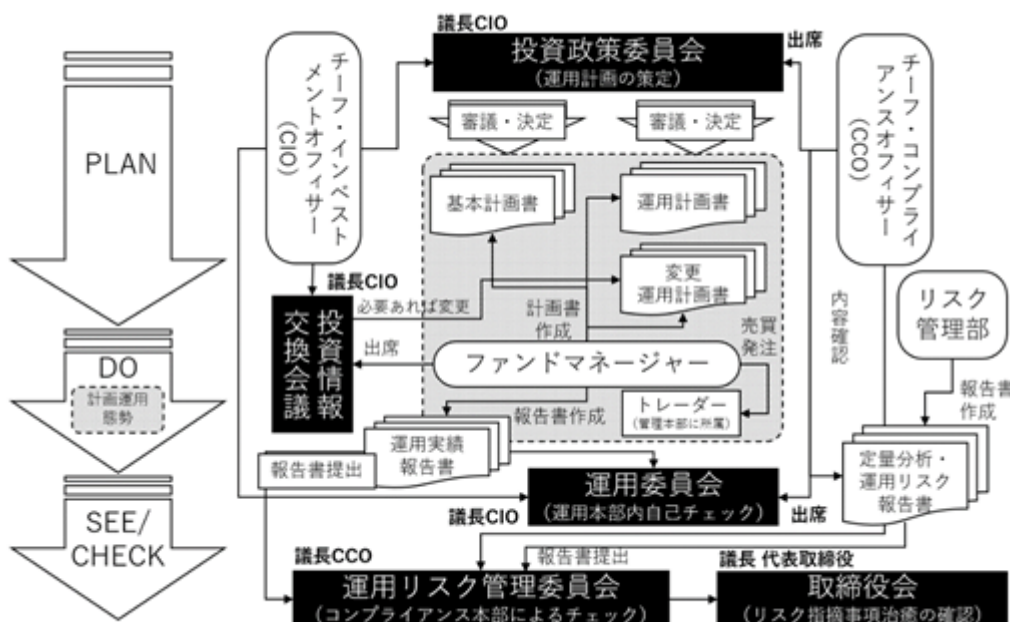 議長CIO
投資政策委員会
(運用計画の策定)
出席
チーフ・インベスト
メントオフィサー
(CIO)
チーフ・コンプライ
アンスオフィサー
(CCO)
PLAN
審議・決定
審議・決定
基本計画書
運用計画書
変更
運用計画書
議長CIO
必要あれば変更
計画書
作成
売買
発注
内容確認
リスク
管理部
投資情報
交換会議
出席
ファンドマネージャー
DO
計画運用
態勢
報告書作成
トレーダー
(管理本部に所属)
報告書
作成
運用実績
報告書
報告書提出
定量分析・
運用リスク
報告書
運用委員会
(運用本部内自己チェック)
議長CIO
出席
SEE/
CHECK
議長CCO
報告書提出
議長 代表取締役
運用リスク管理委員会
(コンプライアンス本部によるチェック)
取締役会
(リスク指摘事項治癒の確認)